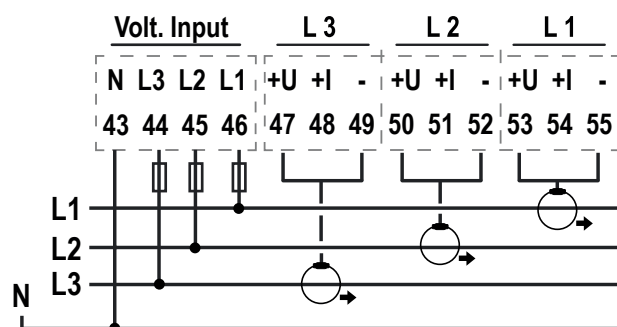 Volt. Input L 3 L 2 L 1
N L3 L2 L1 +U +I - +U +I - +U +I -
43 44 45 46 47 48 49 50 51 52 53 54 55
L1
L2
L3
N